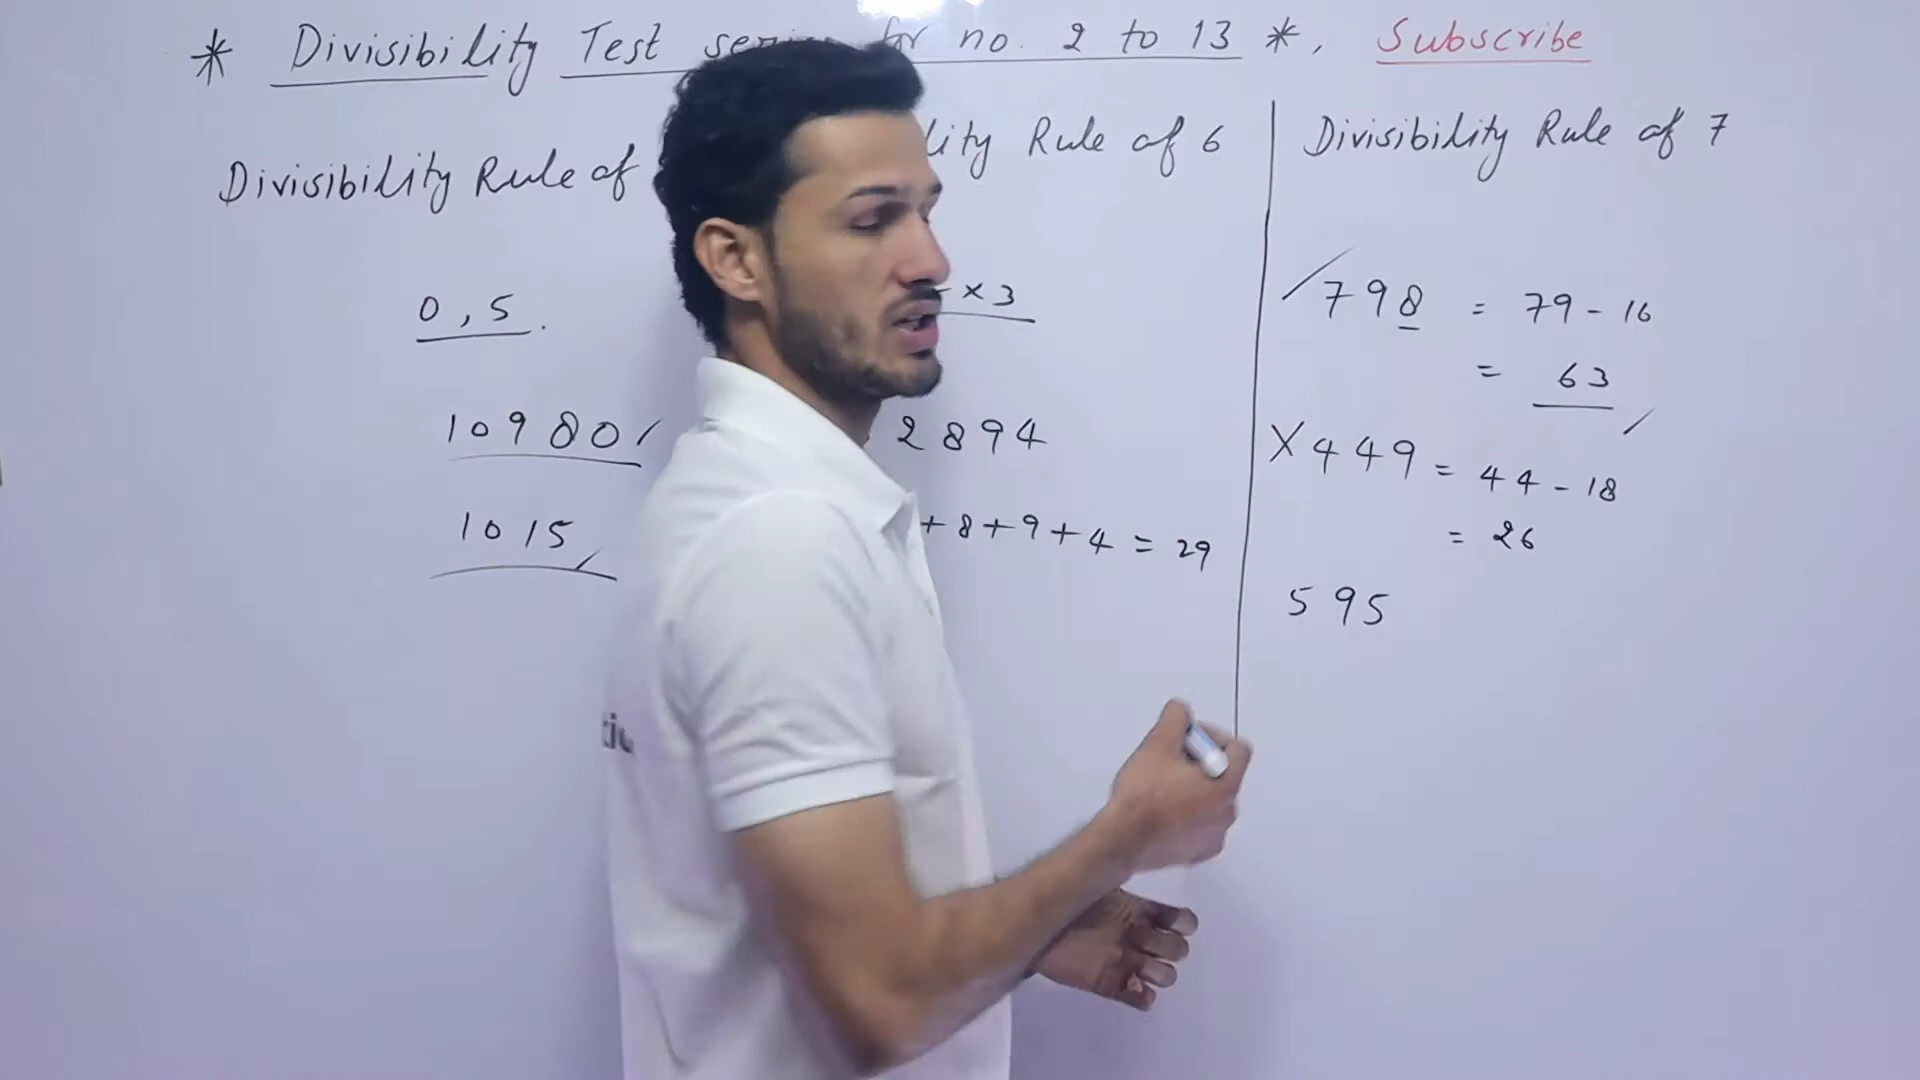 * Divisibility Test series for no. 2 to 13 *. Subscribe
Divisibility Rule of
0, 5.
10980 /
1015 /
lity Rule of 6
× 3
2894
+ 8 + 9 + 4 = 29
Divisibility Rule of 7
/ 798 = 79 - 16
= 63 /
X 449 = 44 - 18
= 26
595